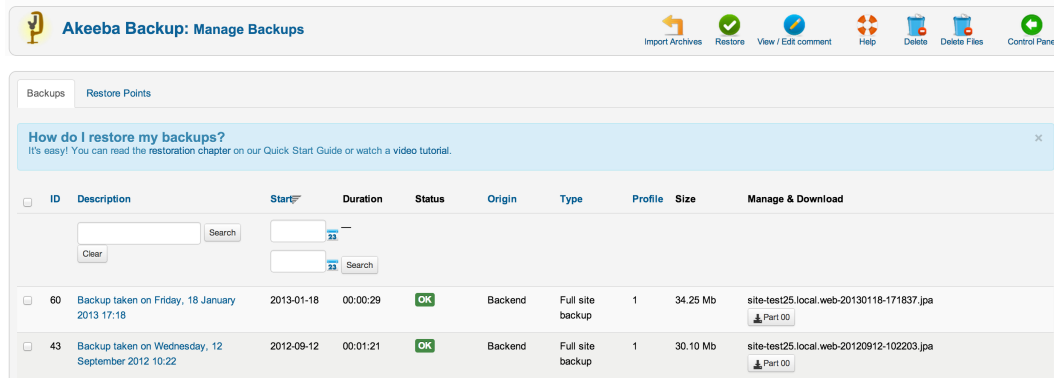 Akeeba Backup: Manage Backups
Import Archives Restore View / Edit comment Help Delete Delete Files Control Pane
Backups Restore Points
How do I restore my backups? ×
It's easy! You can read the restoration chapter on our Quick Start Guide or watch a video tutorial.
ID Description Start Duration Status Origin Type Profile Size Manage & Download
Search 23 —
Clear 23 Search
60 Backup taken on Friday, 18 January 2013-01-18 00:00:29 OK Backend Full site 1 34.25 Mb site-test25.local.web-20130118-171837.jpa
2013 17:18 backup Part 00
43 Backup taken on Wednesday, 12 2012-09-12 00:01:21 OK Backend Full site 1 30.10 Mb site-test25.local.web-20120912-102203.jpa
September 2012 10:22 backup Part 00